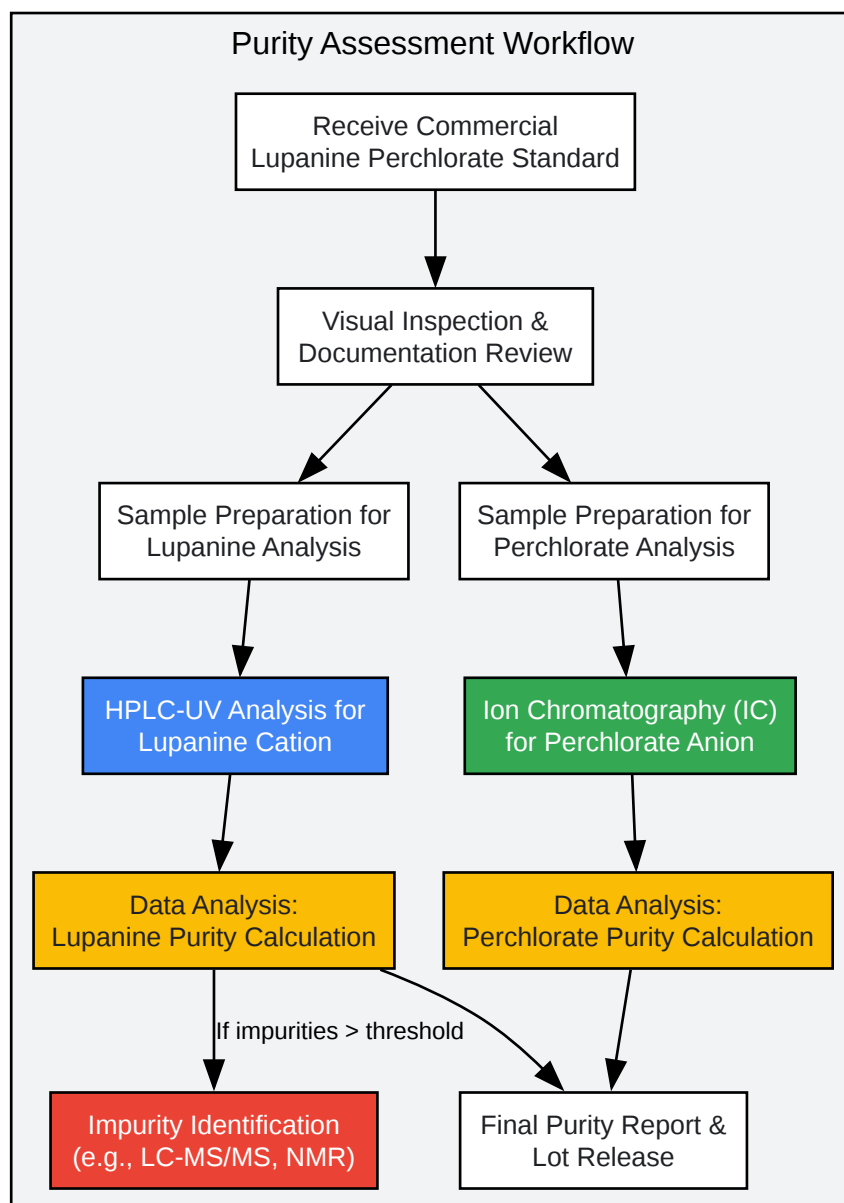 Purity Assessment Workflow
Receive Commercial
Lupanine Perchlorate Standard
Visual Inspection &
Documentation Review
Sample Preparation for
Lupanine Analysis
Sample Preparation for
Perchlorate Analysis
HPLC-UV Analysis for
Lupanine Cation
Ion Chromatography (IC)
for Perchlorate Anion
Data Analysis:
Lupanine Purity Calculation
Data Analysis:
Perchlorate Purity Calculation
If impurities > threshold
Impurity Identification
(e.g., LC-MS/MS, NMR)
Final Purity Report &
Lot Release